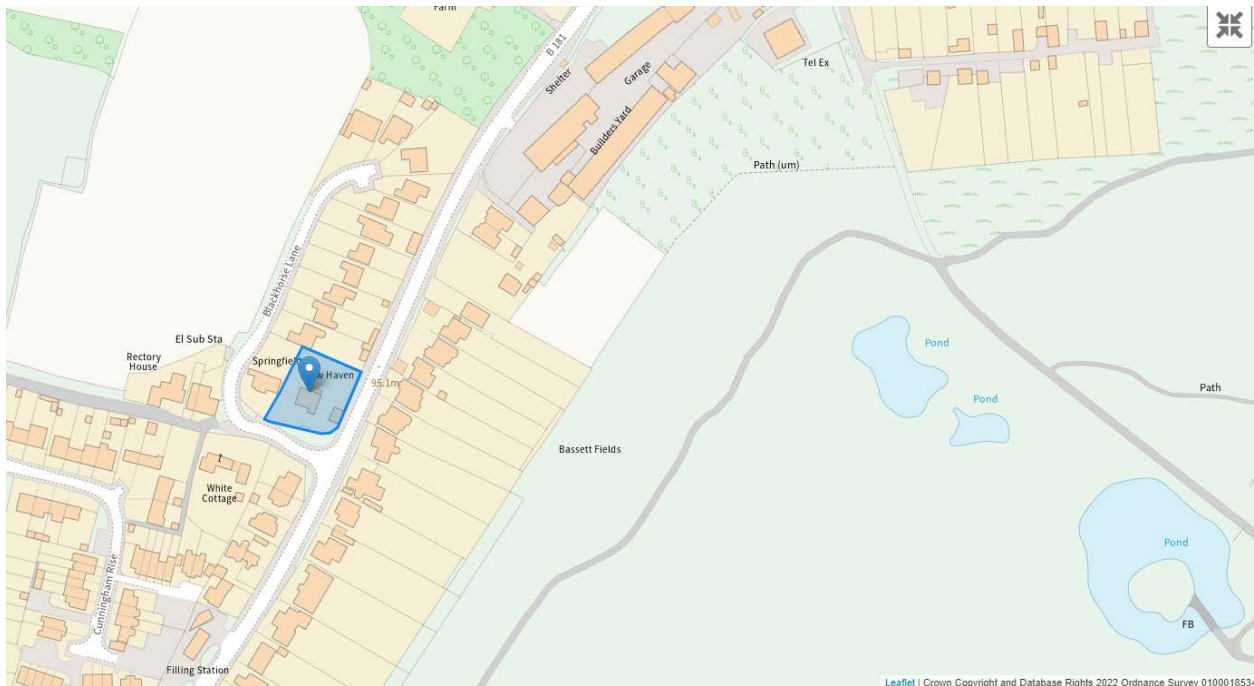 Farm
B 181
Shelter
Garage
Builders Yard
Tel Ex
Path (um)
Blackhorse Lane
El Sub Sta
Rectory
House
Springfield
Haven
95.1m
Pond
Pond
Path
Bassett Fields
White
Cottage
Cunningham Rise
Pond
FB
Filling Station
Leaflet | Crown Copyright and Database Rights 2022 Ordnance Survey 0100018534